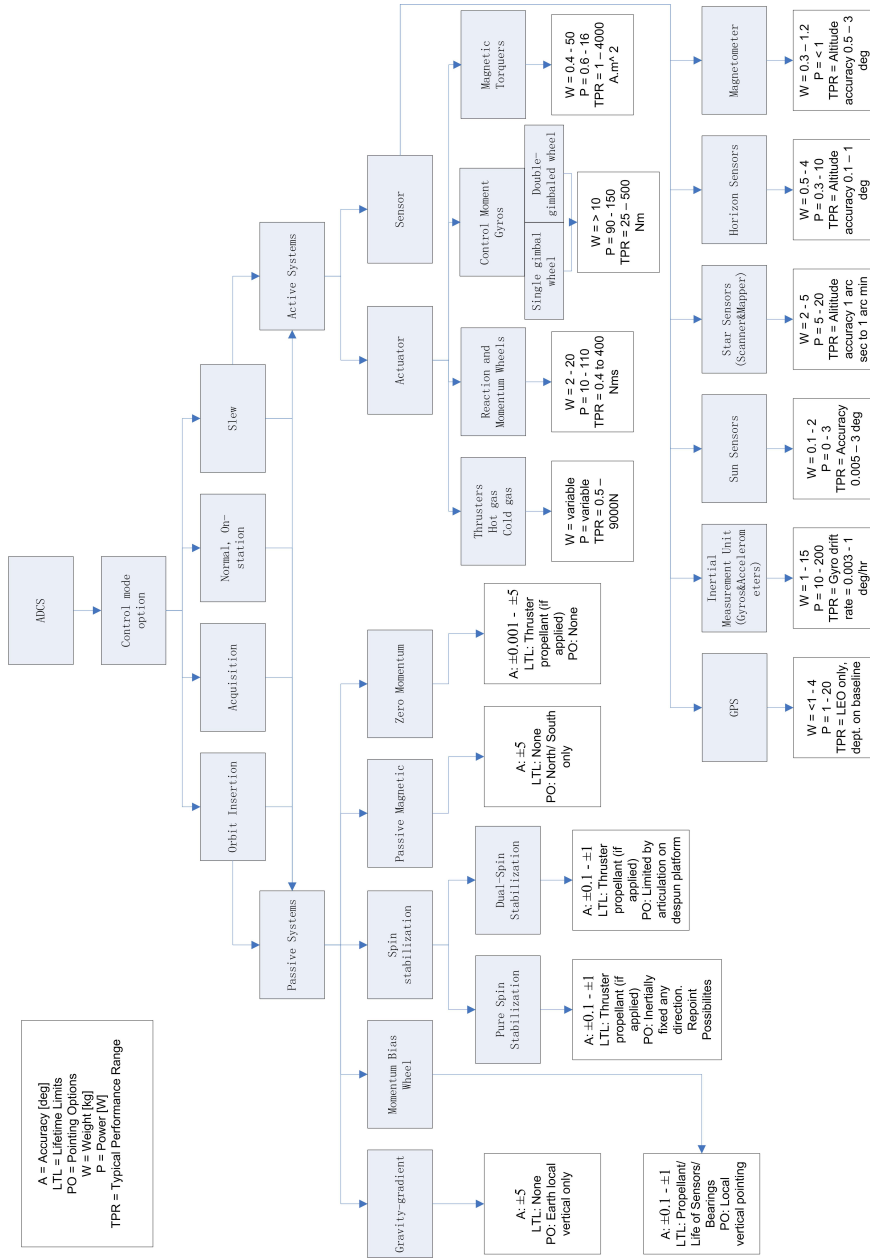 A = Accuracy [deg]
LTL = Lifetime Limits
PO = Pointing Options
W = Weight [kg]
P = Power [W]
TPR = Typical Performance Range
ADCS
Control mode
option
Orbit Insertion
Acquisition
Normal, On-
station
Slew
Passive Systems
Active Systems
Gravity-gradient
Momentum Bias
Wheel
Spin
stabilization
Passive Magnetic
Zero Momentum
Actuator
Sensor
A: ±5
LTL: None
PO: Earth local
vertical only
A: ±0.1 - ±1
LTL: Propellant/
Life of Sensors/
Bearings
PO: Local
vertical pointing
Pure Spin
Stabilization
Dual-Spin
Stabilization
A: ±0.1 - ±1
LTL: Thruster
propellant (if
applied)
PO: Inertially
fixed any
direction.
Repoint
Possibilites
A: ±0.1 - ±1
LTL: Thruster
propellant (if
applied)
PO: Limited by
articulation on
despun platform
A: ±5
LTL: None
PO: North/ South
only
A: ±0.001 - ±5
LTL: Thruster
propellant (if
applied)
PO: None
Thrusters
Hot gas
Cold gas
Reaction and
Momentum Wheels
Control Moment
Gyros
Single gimbal
wheel
Double-
gimbaled wheel
Magnetic
Torquers
W = variable
P = variable
TPR = 0.5 –
9000N
W = 2 - 20
P = 10 - 110
TPR = 0.4 to 400
Nms
W = > 10
P = 90 - 150
TPR = 25 – 500
Nm
W = 0.4 - 50
P = 0.6 - 16
TPR = 1 – 4000
A.m^ 2
GPS
Inertial
Measurement Unit
(Gyros&Accelerom
eters)
Sun Sensors
Star Sensors
(Scanner&Mapper)
Horizon Sensors
Magnetometer
W = <1 - 4
P = 1 - 20
TPR = LEO only,
dept. on baseline
W = 1 - 15
P = 10 - 200
TPR = Gyro drift
rate = 0.003 - 1
deg/hr
W = 0.1 - 2
P = 0 - 3
TPR = Accuracy
0.005 – 3 deg
W = 2 - 5
P = 5 - 20
TPR = Alititude
accuracy 1 arc
sec to 1 arc min
W = 0.5 - 4
P = 0.3 - 10
TPR = Altitude
accuracy 0.1 – 1
deg
W = 0.3 – 1.2
P = < 1
TPR = Altitude
accuracy 0.5 – 3
deg